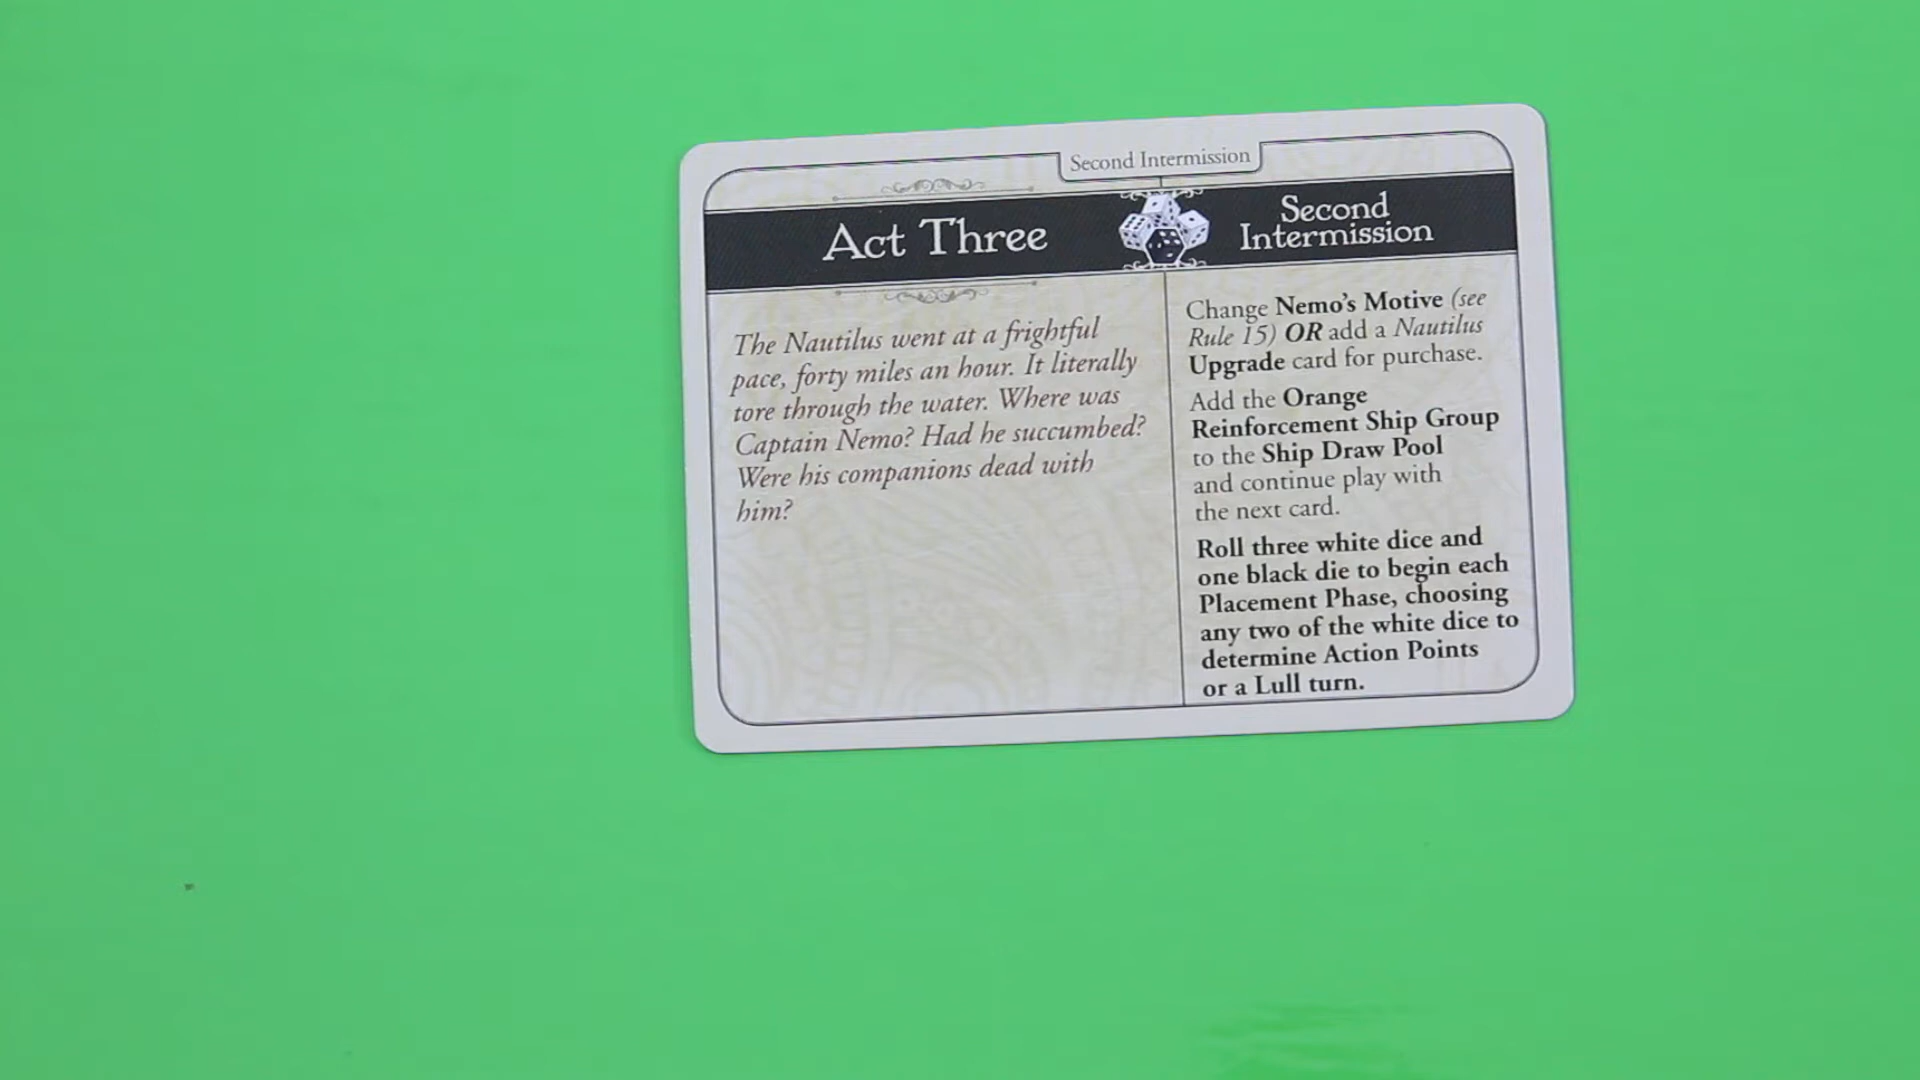 Second Intermission
Act Three
The Nautilus went at a frightful
pace, forty miles an hour. It literally
tore through the water. Where was
Captain Nemo? Had he succumbed?
Were his companions dead with
him?
Second
Intermission
Change Nemo's Motive (see
Rule 15) OR add a Nautilus
Upgrade card for purchase.
Add the Orange
Reinforcement Ship Group
to the Ship Draw Pool
and continue play with
the next card.
Roll three white dice and
one black die to begin each
Placement Phase, choosing
any two of the white dice to
determine Action Points
or a Lull turn.